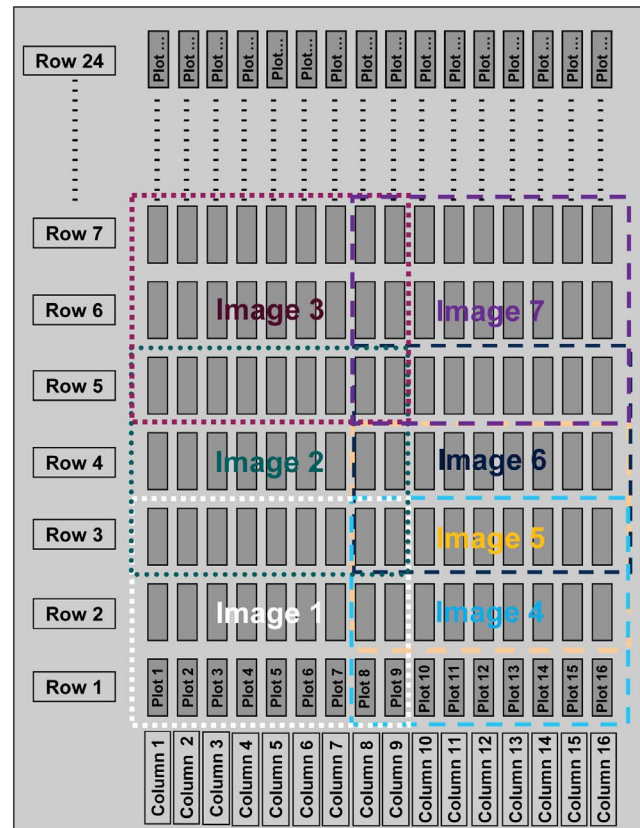 Row 24
Plot ... Plot ... Plot ... Plot ... Plot ... Plot ... Plot ... Plot ... Plot ... Plot ... Plot ... Plot ... Plot ... Plot ... Plot ... Plot ...
Row 7
Row 6
Image 3
Image 7
Row 5
Row 4
Image 2
Image 6
Row 3
Image 5
Row 2
Image 1
Image 4
Row 1
Plot 1 Plot 2 Plot 3 Plot 4 Plot 5 Plot 6 Plot 7 Plot 8 Plot 9 Plot 10 Plot 11 Plot 12 Plot 13 Plot 14 Plot 15 Plot 16
Column 1 Column 2 Column 3 Column 4 Column 5 Column 6 Column 7 Column 8 Column 9 Column 10 Column 11 Column 12 Column 13 Column 14 Column 15 Column 16